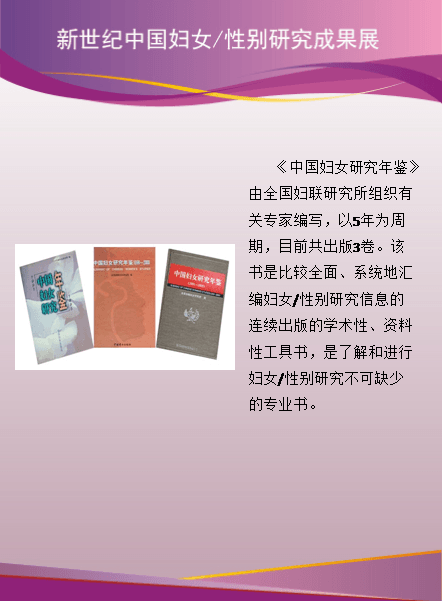 新世纪中国妇女/性别研究成果展
《中国妇女研究年鉴》
由全国妇联研究所组织有
关专家编写，以5年为周
期，目前共出版3卷。该
书是比较全面、系统地汇
编妇女/性别研究信息的
连续出版的学术性、资料
性工具书，是了解和进行
妇女/性别研究不可缺少
的专业书。
中国
妇女
研究
年鉴
中国妇女研究年鉴
中国妇女研究年鉴